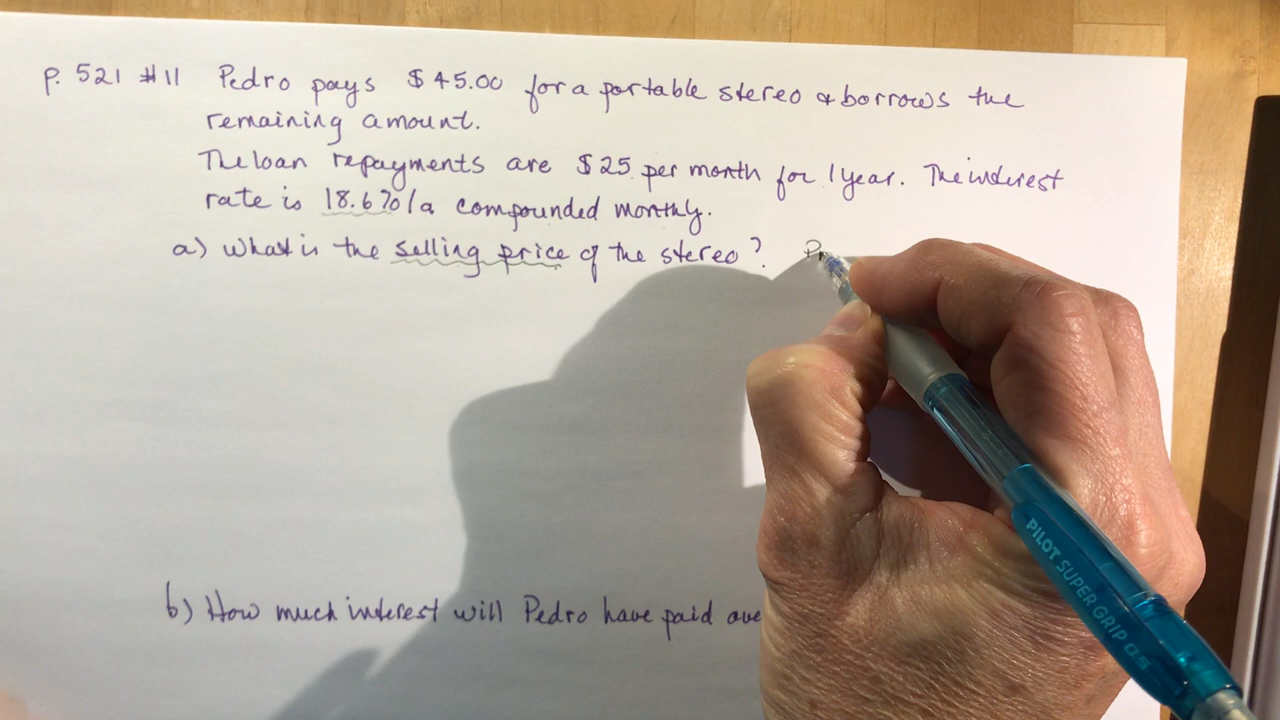 p. 521 #11 Pedro pays $45.00 for a portable stereo & borrows the
remaining amount.
The loan repayments are $25 per month for 1 year. The interest
rate is 18.6%/a compounded monthly.
a) What is the selling price of the stereo?
b) How much interest will Pedro have paid ove
PILOT SUPER GRIP 0.5